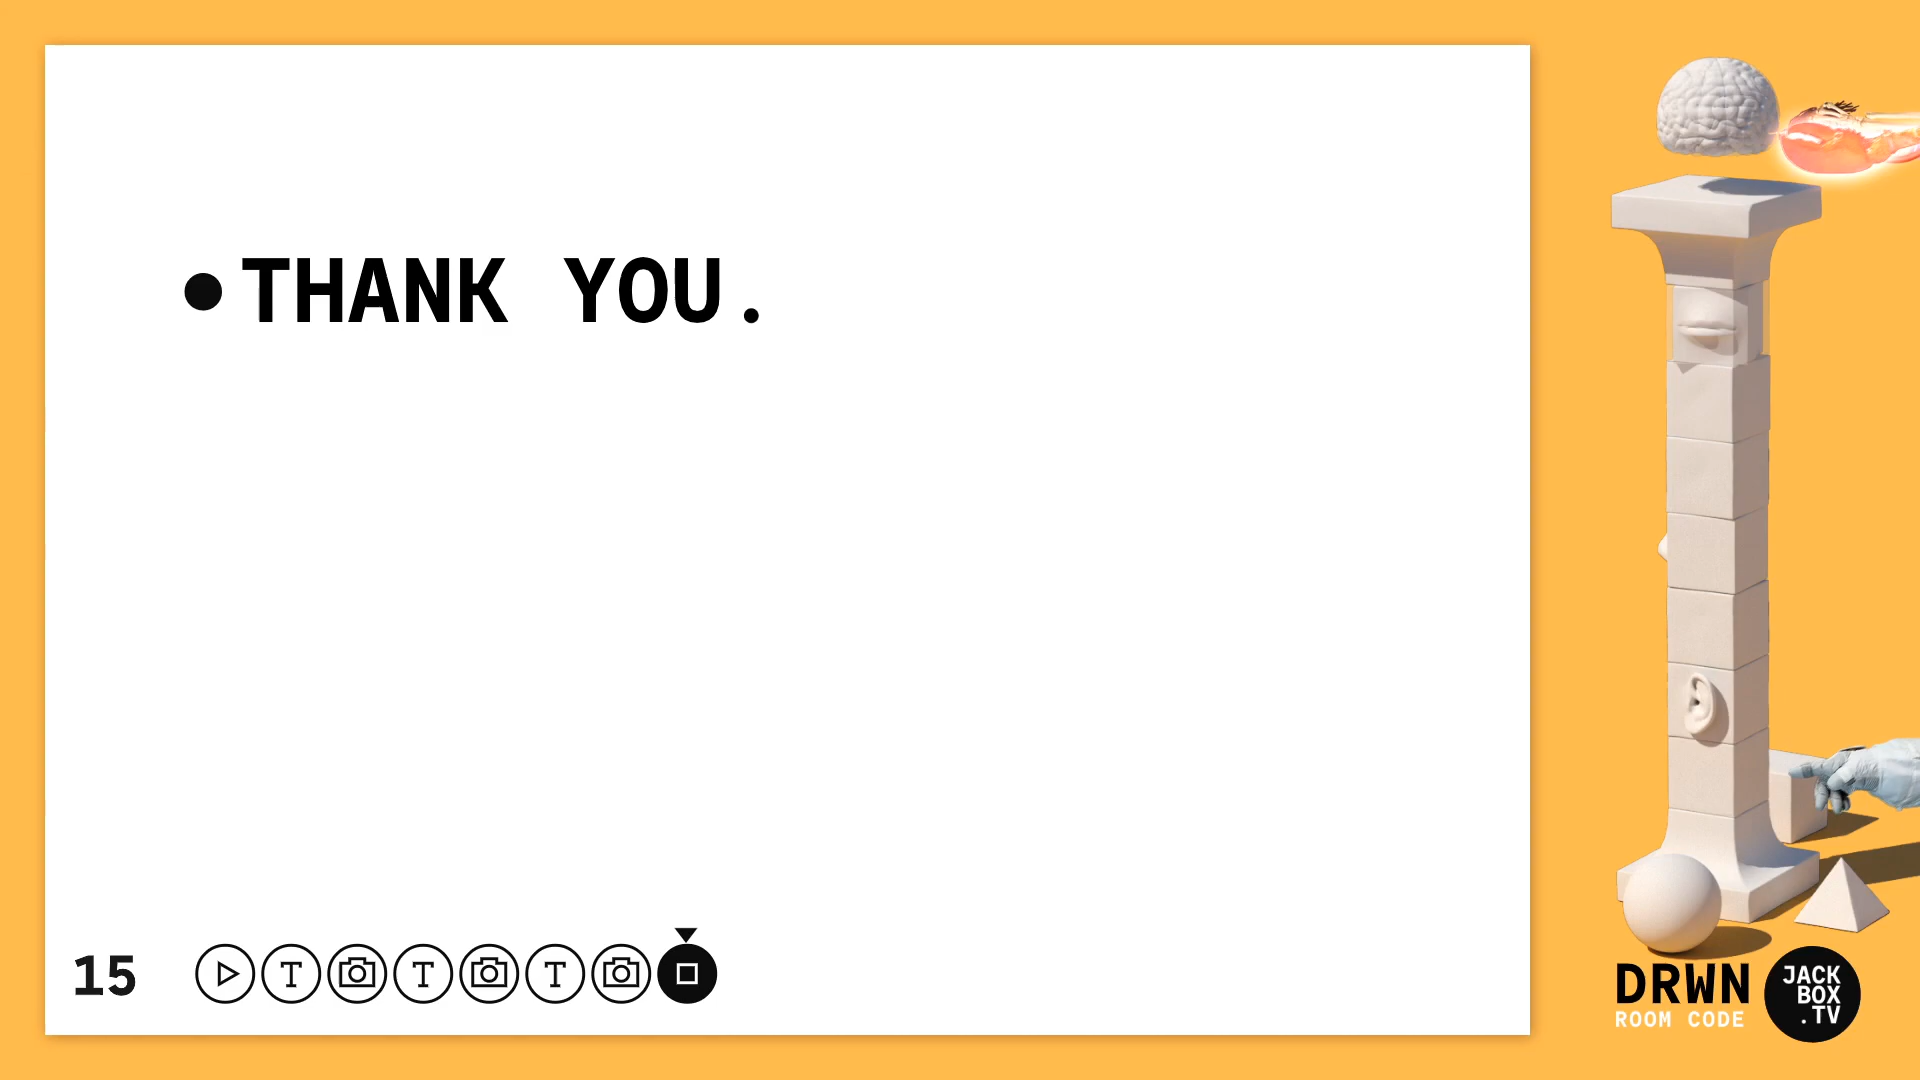 •THANK YOU.
15
T T T
DRWN
ROOM CODE
JACK
BOX
.TV